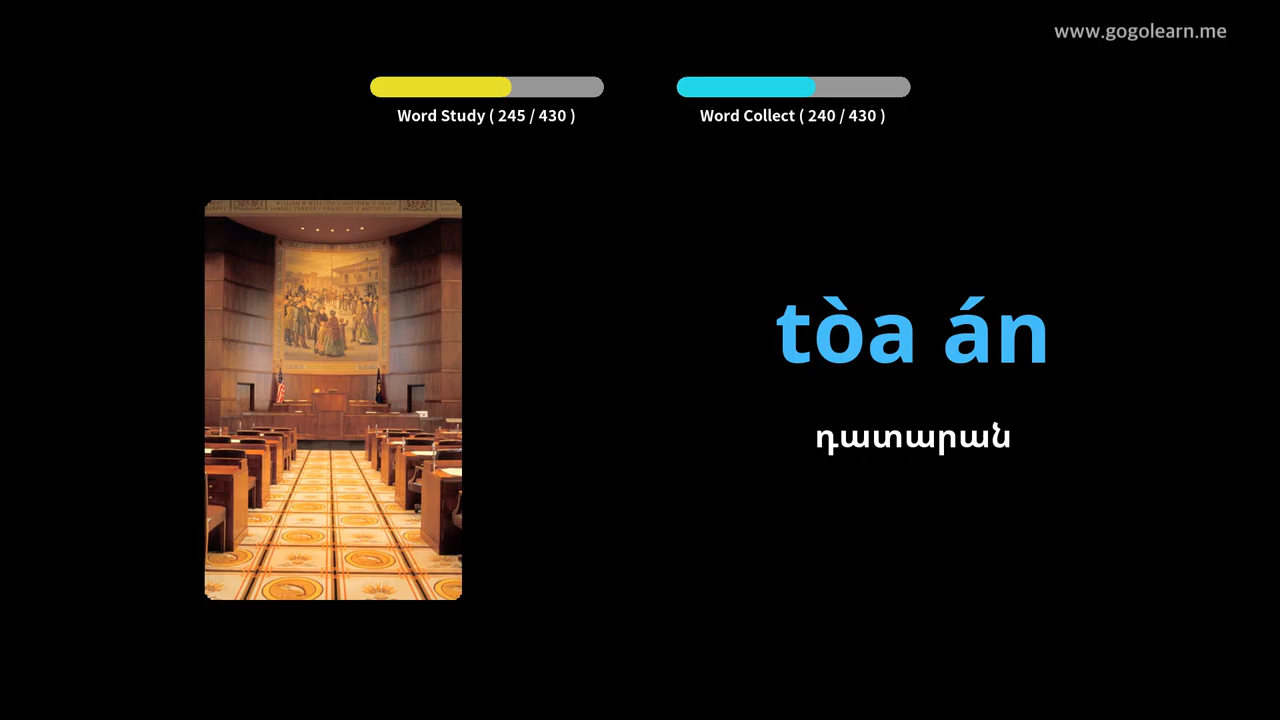 www.gogolearn.me
Word Study ( 245 / 430 )
Word Collect ( 240 / 430 )
tòa án
դատարան